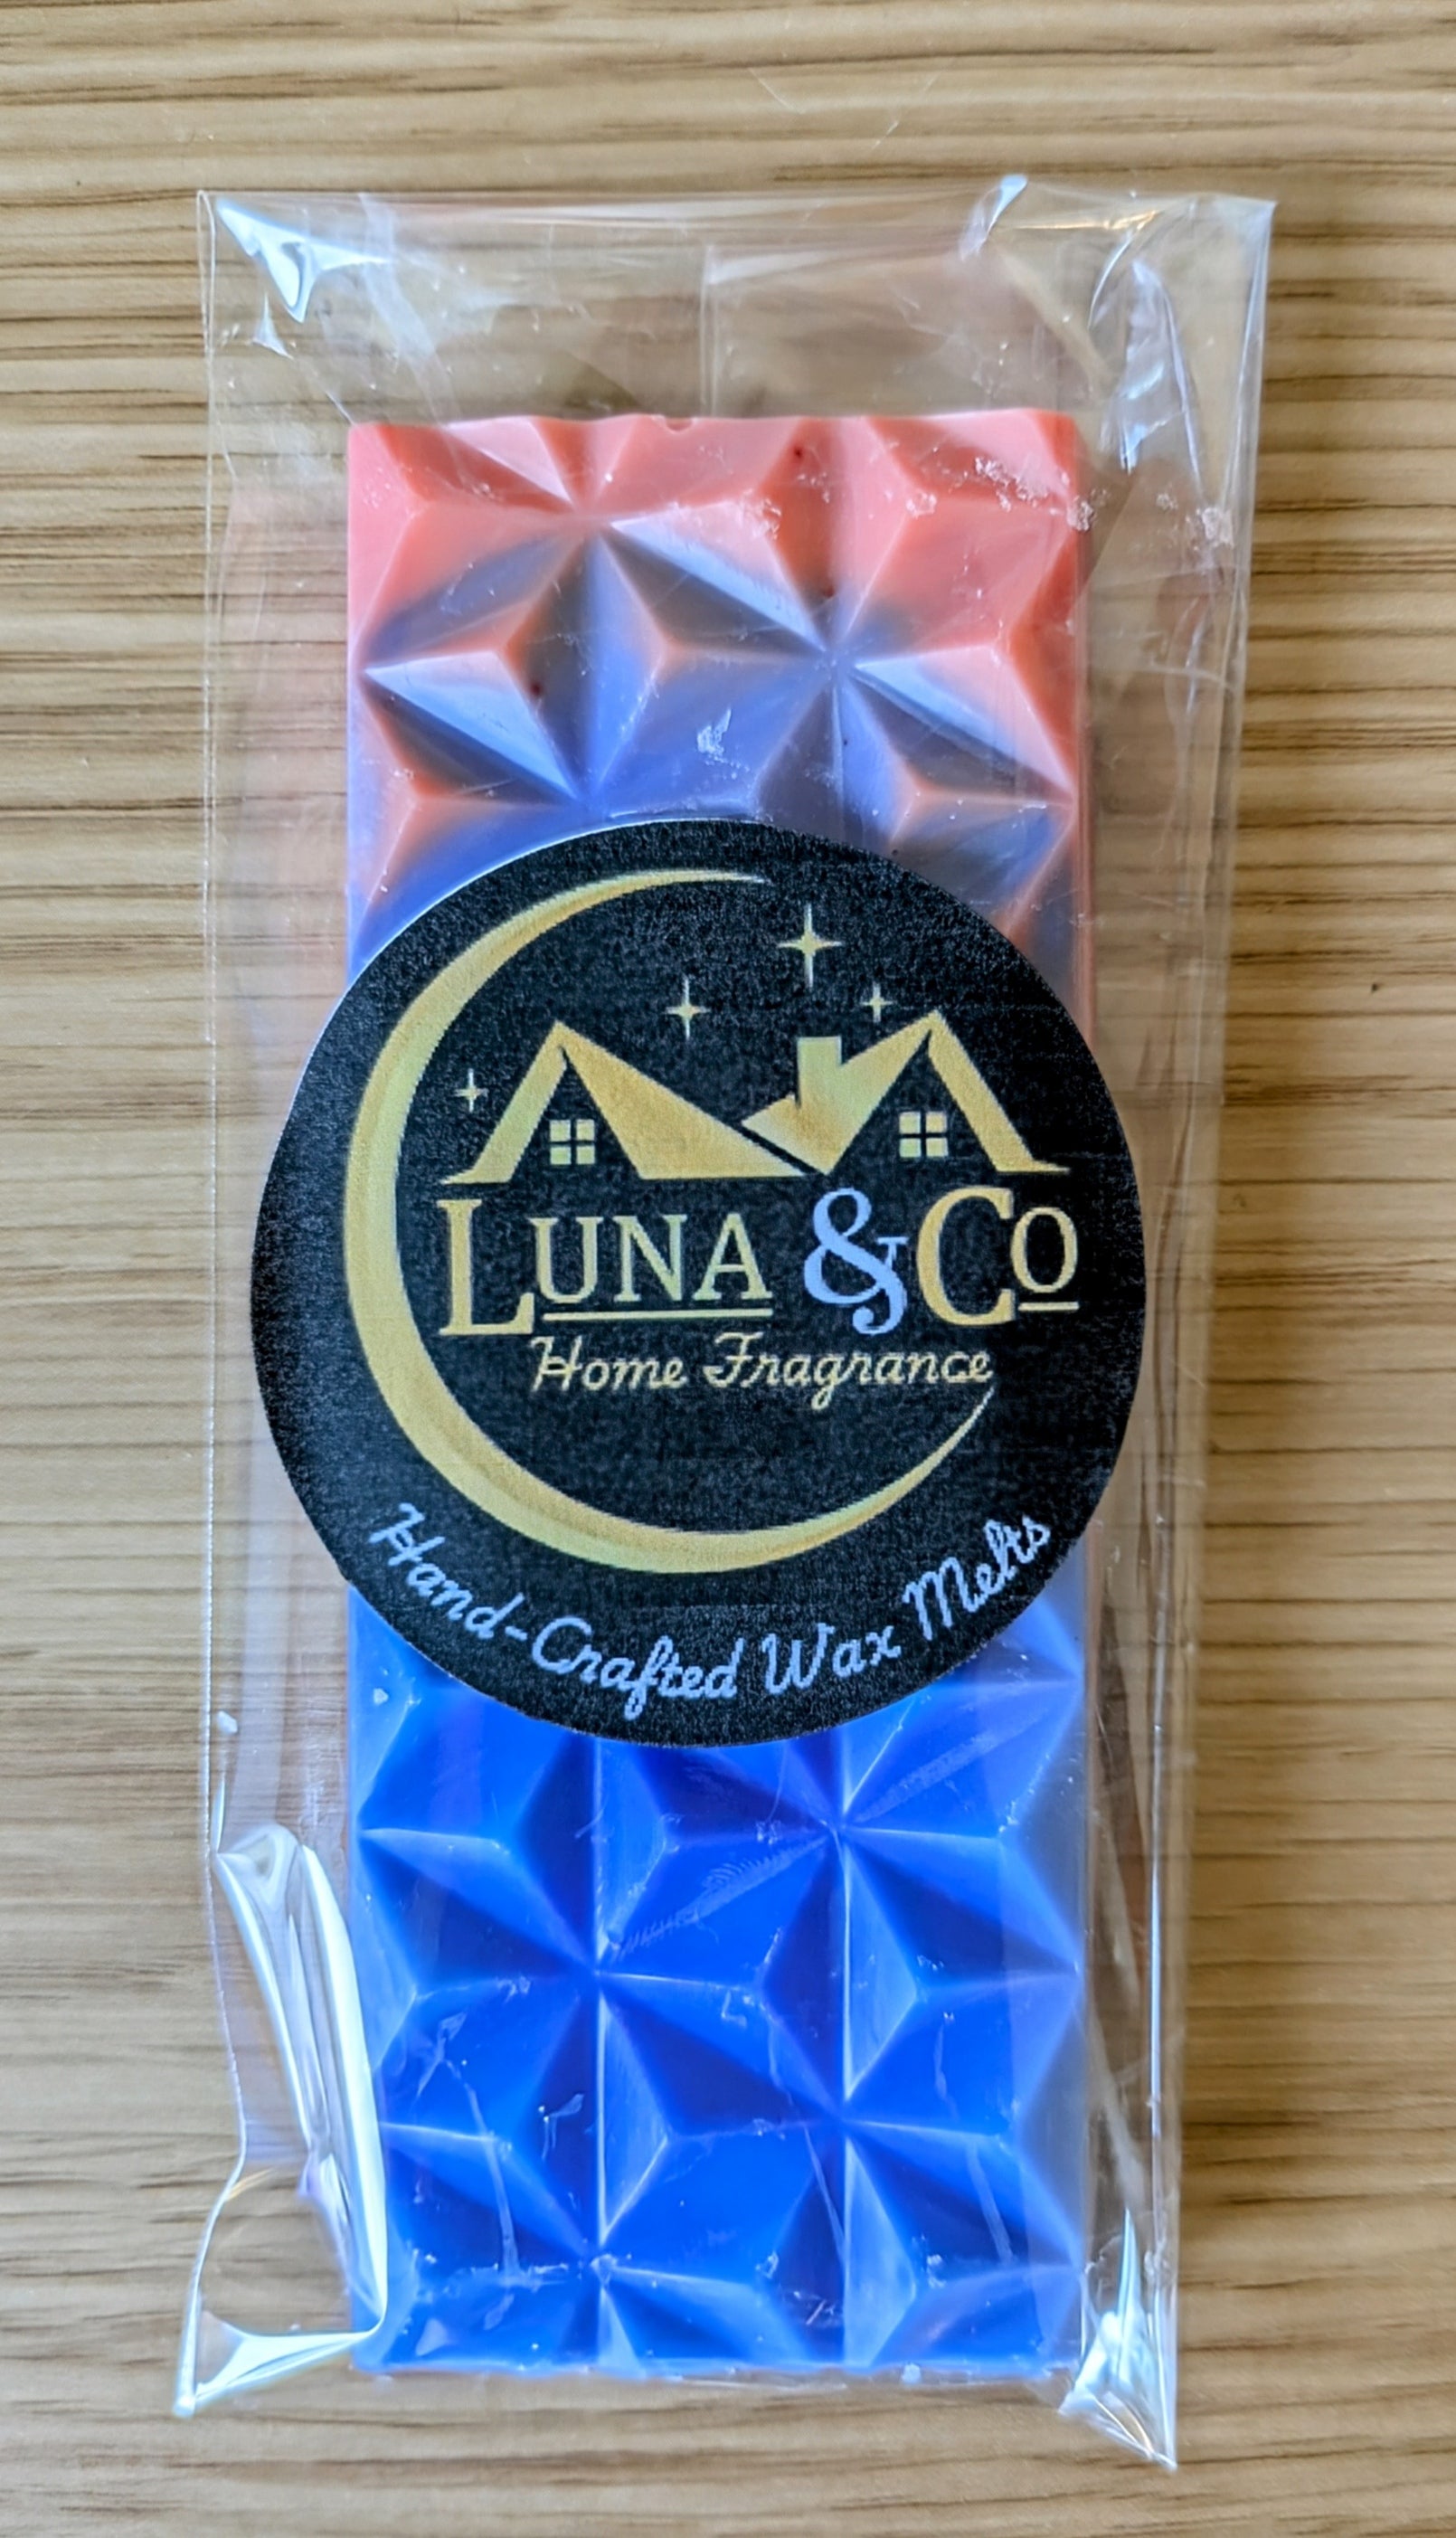 Luna & Co
Home Fragrance
Hand-Crafted Wax Melts